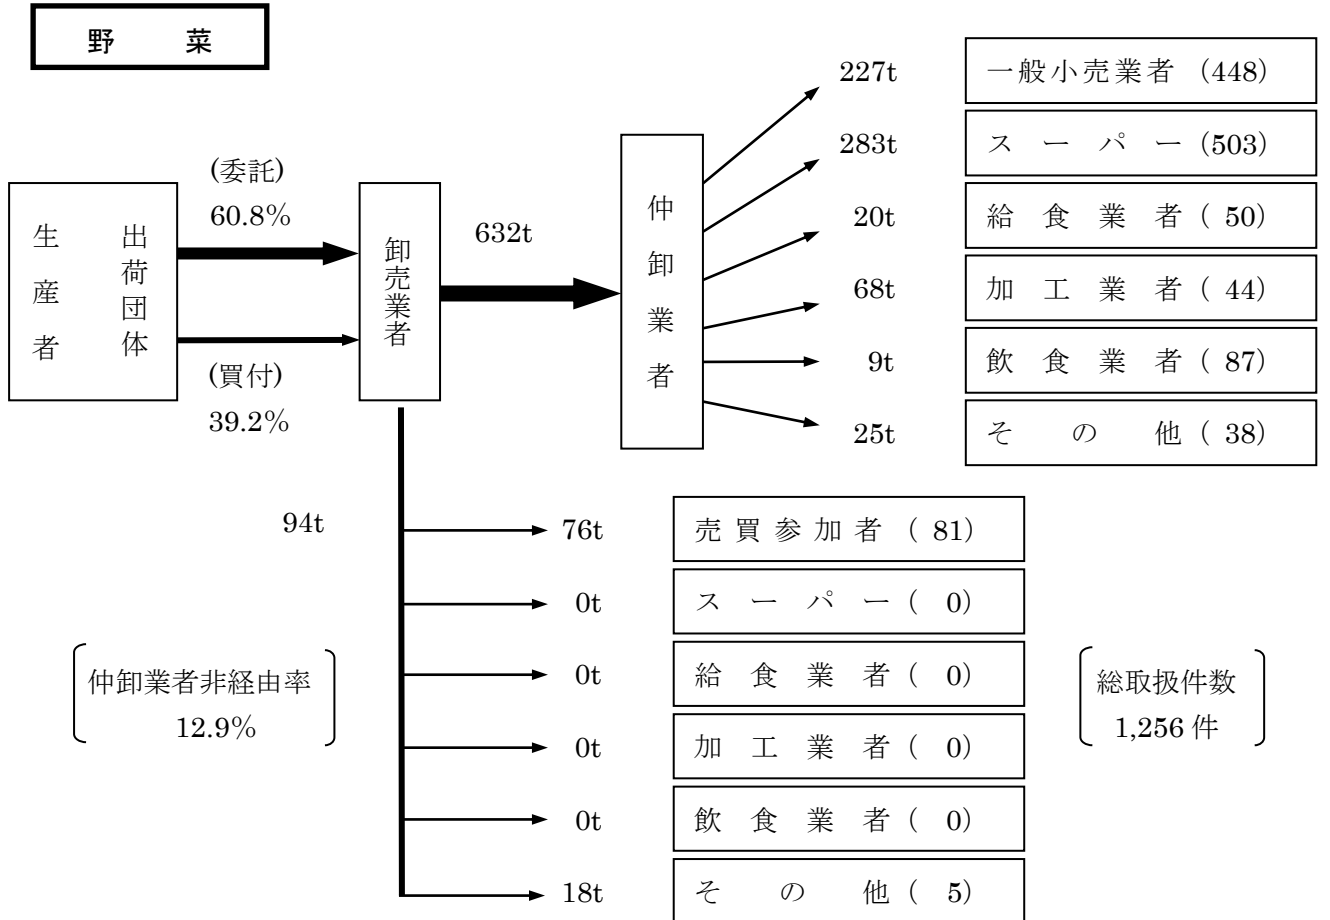 野　菜
生産者
出荷団体
(委託)
60.8%
(買付)
39.2%
卸売業者
632t
仲卸業者
227t 一般小売業者 (448)
283t スーパー (503)
20t 給食業者 ( 50)
68t 加工業者 ( 44)
9t 飲食業者 ( 87)
25t その他 ( 38)
94t
76t 売買参加者 ( 81)
0t スーパー ( 0)
0t 給食業者 ( 0)
0t 加工業者 ( 0)
0t 飲食業者 ( 0)
18t その他 ( 5)
仲卸業者非経由率
12.9%
総取扱件数
1,256 件